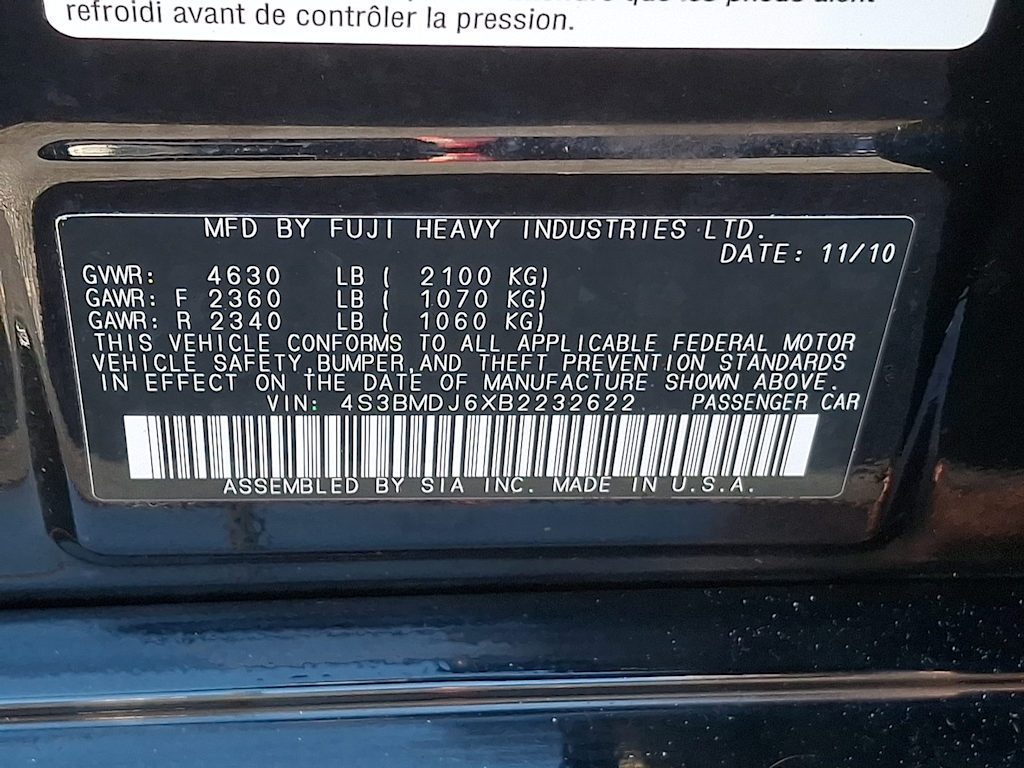 refroidi avant de contrôler la pression.
MFD BY FUJI HEAVY INDUSTRIES LTD.
DATE: 11/10
GVWR: 4630 LB ( 2100 KG)
GAWR: F 2360 LB ( 1070 KG)
GAWR: R 2340 LB ( 1060 KG)
THIS VEHICLE CONFORMS TO ALL APPLICABLE FEDERAL MOTOR
VEHICLE SAFETY,BUMPER,AND THEFT PREVENTION STANDARDS
IN EFFECT ON THE DATE OF MANUFACTURE SHOWN ABOVE.
VIN: 4S3BMDJ6XB2232622 PASSENGER CAR
ASSEMBLED BY SIA INC. MADE IN U.S.A.